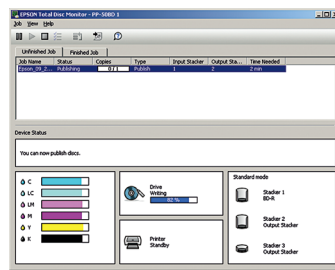 EPSON Total Disc Monitor - PP-50BD 1
Job View Help
Unfinished Job Finished Job
Job Name Status Copies Type Input Stacker Output Sta... Time Needed
Epson_09_2... Publishing 0 / 1 Publish 1 2 2 min
Device Status
You can now publish discs.
C
LC
LM
M
Y
K
Drive
Writing
82 %
Printer
Standby
Standard mode
Stacker 1
BD-R
Stacker 2
Output Stacker
Stacker 3
Output Stacker